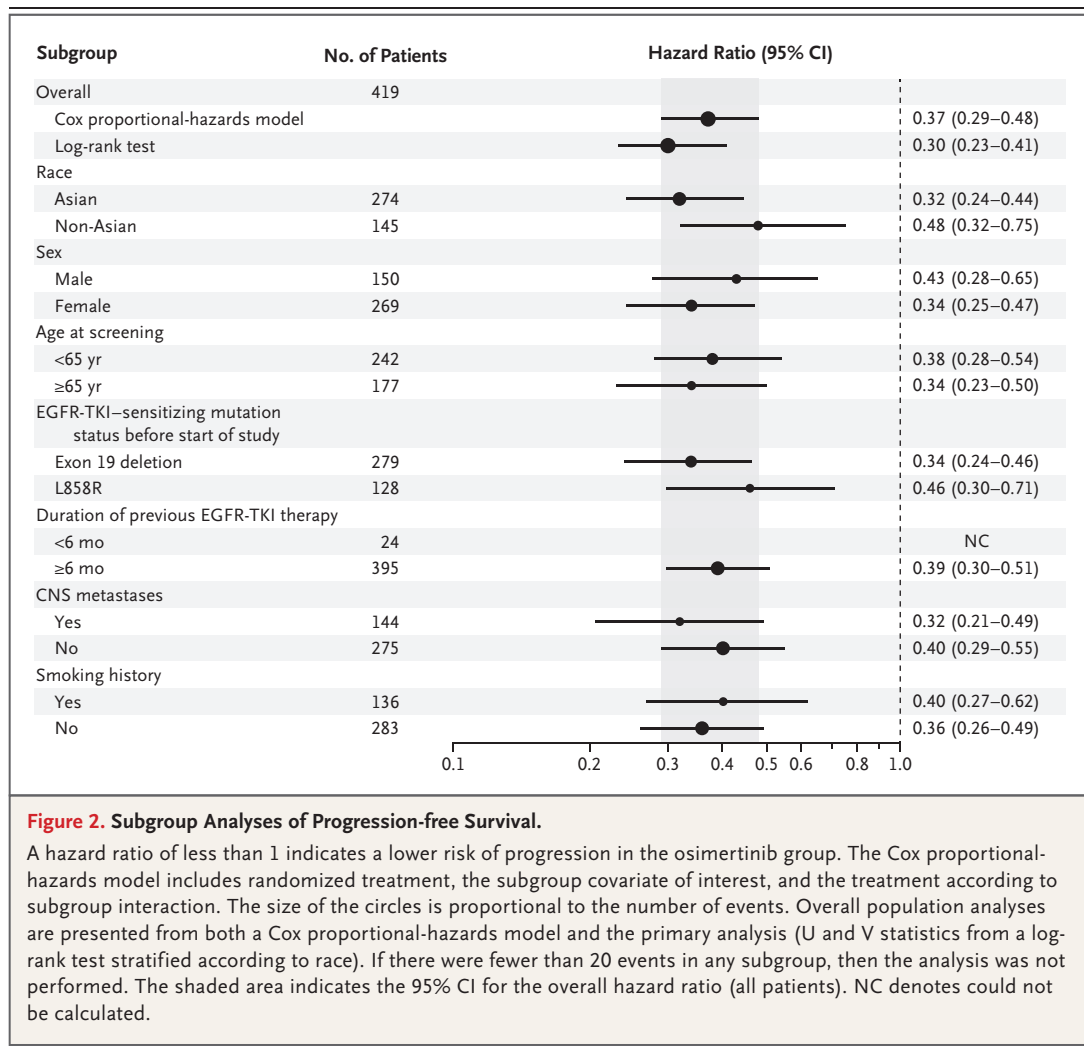 Subgroup No. of Patients Hazard Ratio (95% CI)
Overall 419
Cox proportional-hazards model 0.37 (0.29–0.48)
Log-rank test 0.30 (0.23–0.41)
Race
Asian 274 0.32 (0.24–0.44)
Non-Asian 145 0.48 (0.32–0.75)
Sex
Male 150 0.43 (0.28–0.65)
Female 269 0.34 (0.25–0.47)
Age at screening
<65 yr 242 0.38 (0.28–0.54)
≥65 yr 177 0.34 (0.23–0.50)
EGFR-TKI–sensitizing mutation
status before start of study
Exon 19 deletion 279 0.34 (0.24–0.46)
L858R 128 0.46 (0.30–0.71)
Duration of previous EGFR-TKI therapy
<6 mo 24 NC
≥6 mo 395 0.39 (0.30–0.51)
CNS metastases
Yes 144 0.32 (0.21–0.49)
No 275 0.40 (0.29–0.55)
Smoking history
Yes 136 0.40 (0.27–0.62)
No 283 0.36 (0.26–0.49)
0.1 0.2 0.3 0.4 0.5 0.6 0.8 1.0
Figure 2. Subgroup Analyses of Progression-free Survival.
A hazard ratio of less than 1 indicates a lower risk of progression in the osimertinib group. The Cox proportional-
hazards model includes randomized treatment, the subgroup covariate of interest, and the treatment according to
subgroup interaction. The size of the circles is proportional to the number of events. Overall population analyses
are presented from both a Cox proportional-hazards model and the primary analysis (U and V statistics from a log-
rank test stratified according to race). If there were fewer than 20 events in any subgroup, then the analysis was not
performed. The shaded area indicates the 95% CI for the overall hazard ratio (all patients). NC denotes could not
be calculated.